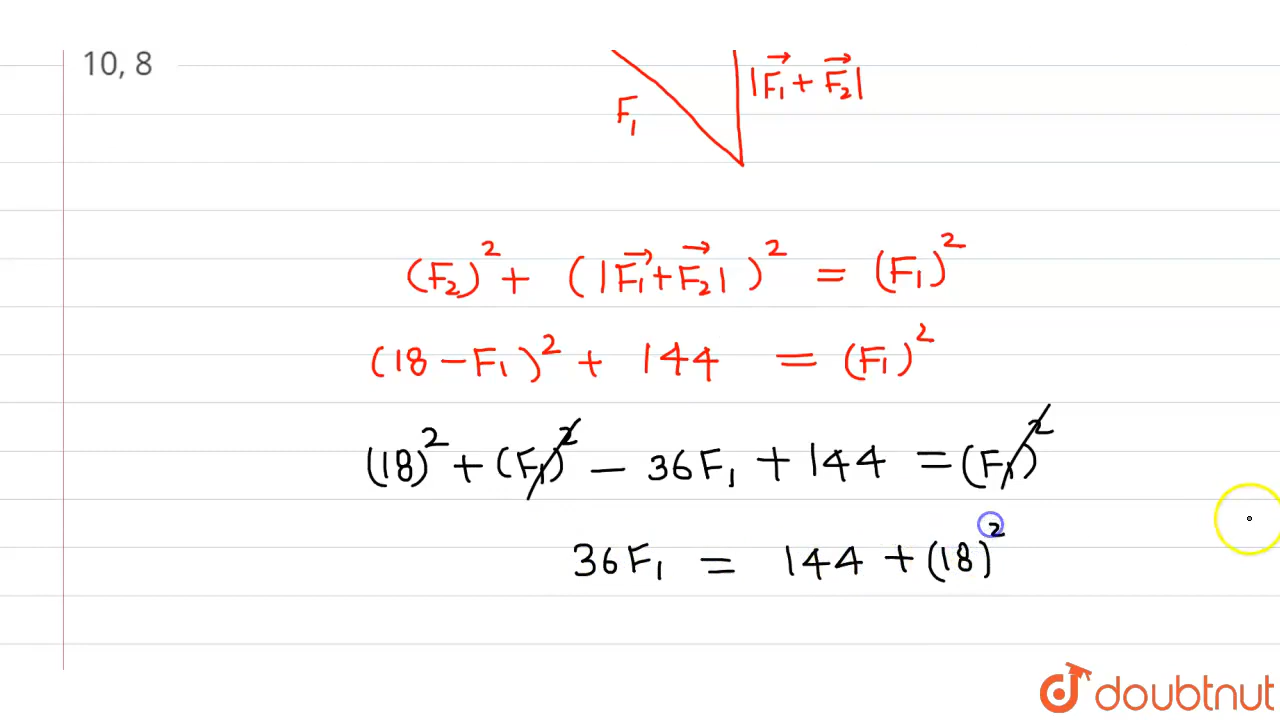 10, 8
|F⃗₁ + F⃗₂|
F₁
(F₂)² + (|F⃗₁ + F⃗₂|)² = (F₁)²
(18 − F₁)² + 144 = (F₁)²
(18)² + (F₁)² − 36F₁ + 144 = (F₁)²
36F₁ = 144 + (18)²
doubtnut